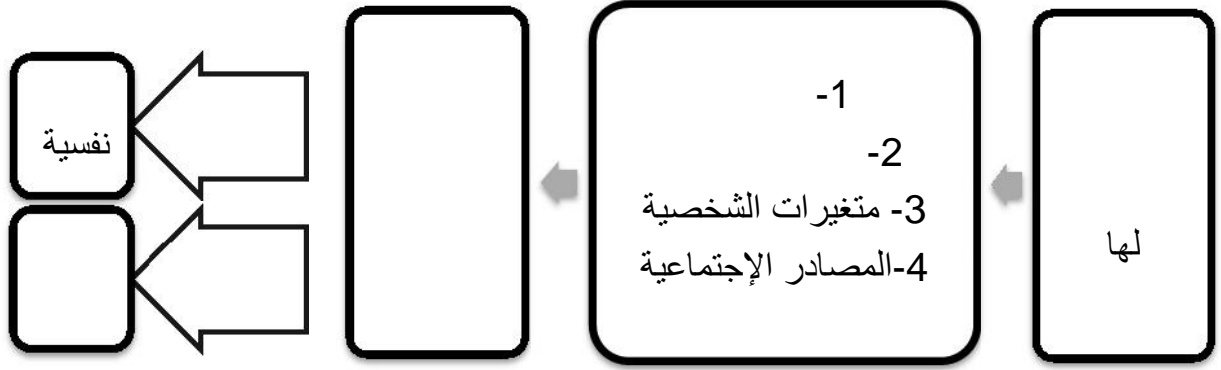 لها
1-
2-
3- متغيرات الشخصية
4-المصادر الإجتماعية
نفسية